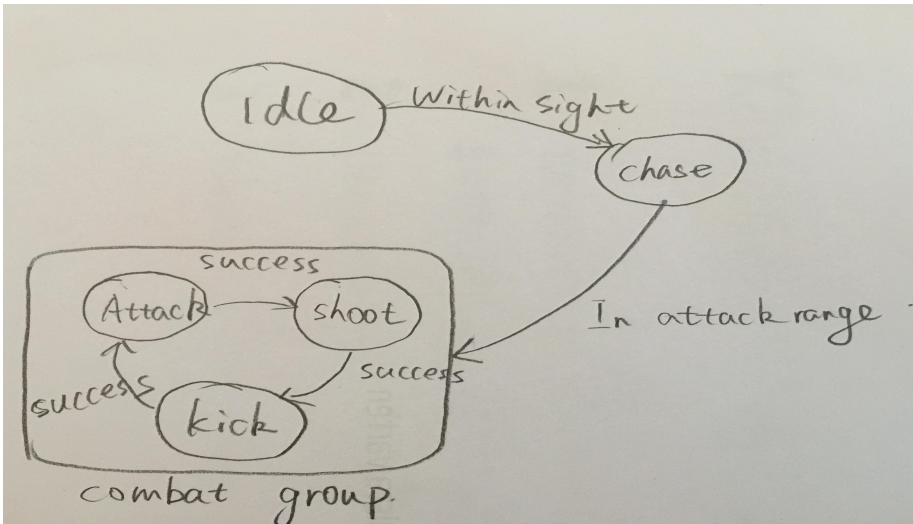 Idle
Within sight
chase
success
Attack
shoot
In attack range
success
success
kick
combat group.